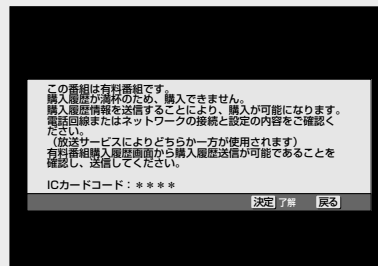 この番組は有料番組です。
購入履歴が満杯のため、購入できません。
購入履歴情報を送信することにより、購入が可能になります。
電話回線またはネットワークの接続と設定の内容をご確認く
ださい。
（放送サービスによりどちらか一方が使用されます）
有料番組購入履歴画面から購入履歴送信が可能であることを
確認し、送信してください。
ICカードコード：＊＊＊＊
決定 了解 戻る